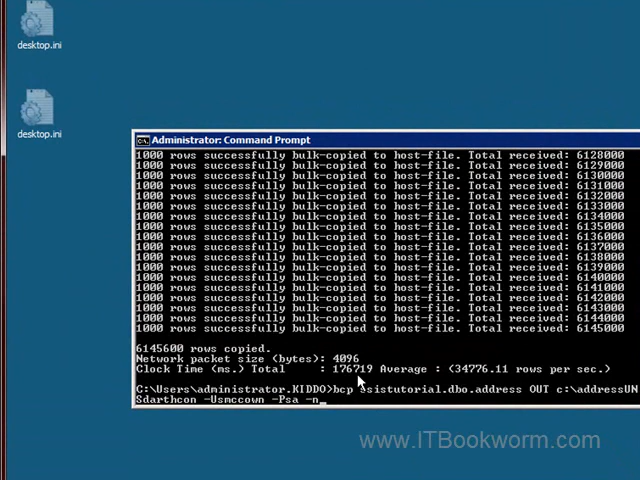 desktop.ini
desktop.ini
Administrator: Command Prompt
1000 rows successfully bulk-copied to host-file. Total received: 6128000
1000 rows successfully bulk-copied to host-file. Total received: 6129000
1000 rows successfully bulk-copied to host-file. Total received: 6130000
1000 rows successfully bulk-copied to host-file. Total received: 6131000
1000 rows successfully bulk-copied to host-file. Total received: 6132000
1000 rows successfully bulk-copied to host-file. Total received: 6133000
1000 rows successfully bulk-copied to host-file. Total received: 6134000
1000 rows successfully bulk-copied to host-file. Total received: 6135000
1000 rows successfully bulk-copied to host-file. Total received: 6136000
1000 rows successfully bulk-copied to host-file. Total received: 6137000
1000 rows successfully bulk-copied to host-file. Total received: 6138000
1000 rows successfully bulk-copied to host-file. Total received: 6139000
1000 rows successfully bulk-copied to host-file. Total received: 6140000
1000 rows successfully bulk-copied to host-file. Total received: 6141000
1000 rows successfully bulk-copied to host-file. Total received: 6142000
1000 rows successfully bulk-copied to host-file. Total received: 6143000
1000 rows successfully bulk-copied to host-file. Total received: 6144000
1000 rows successfully bulk-copied to host-file. Total received: 6145000
6145600 rows copied.
Network packet size (bytes): 4096
Clock Time (ms.) Total : 176719 Average : (34776.11 rows per sec.)
C:\Users\administrator.KIDDO>bcp ssistutorial.dbo.address OUT c:\addressUN
Sdarthcon -Usmccown -Psa -n_
www.ITBookworm.com